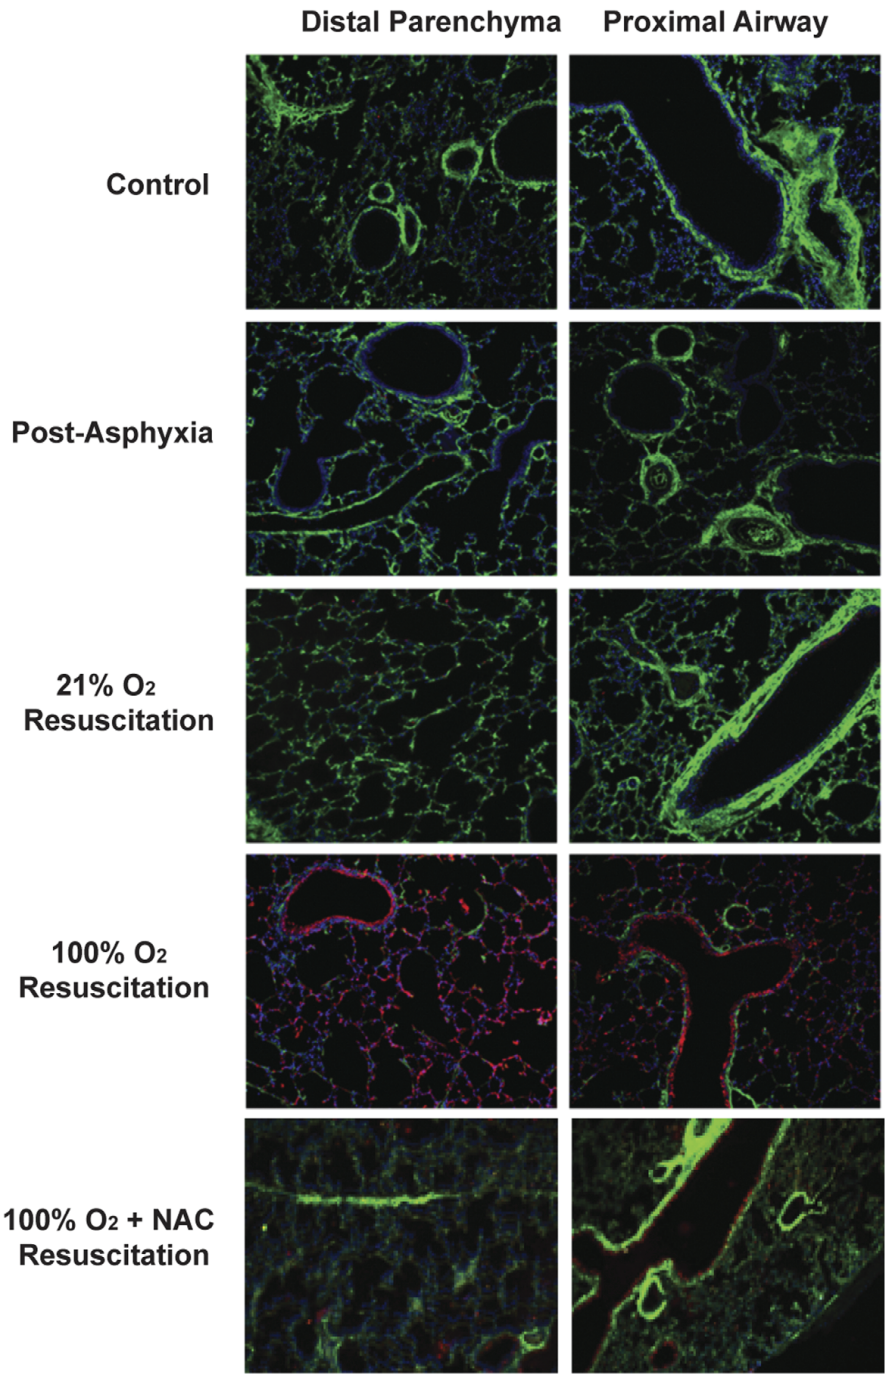 Distal Parenchyma Proximal Airway
Control
Post-Asphyxia
21% O2
Resuscitation
100% O2
Resuscitation
100% O2 + NAC
Resuscitation